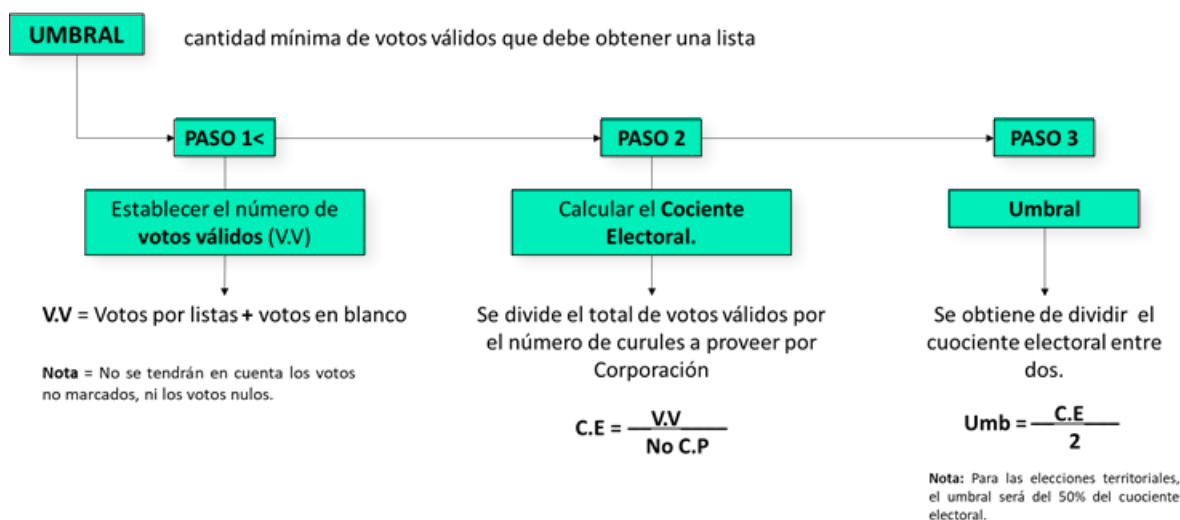 UMBRAL
cantidad mínima de votos válidos que debe obtener una lista
PASO 1<
PASO 2
PASO 3
Establecer el número de
votos válidos (V.V)
Calcular el Cociente
Electoral.
Umbral
V.V = Votos por listas + votos en blanco
Nota = No se tendrán en cuenta los votos
no marcados, ni los votos nulos.
Se divide el total de votos válidos por
el número de curules a proveer por
Corporación
C.E = V.V
No C.P
Se obtiene de dividir el
cuociente electoral entre
dos.
Umb = C.E
2
Nota: Para las elecciones territoriales,
el umbral será del 50% del cuociente
electoral.